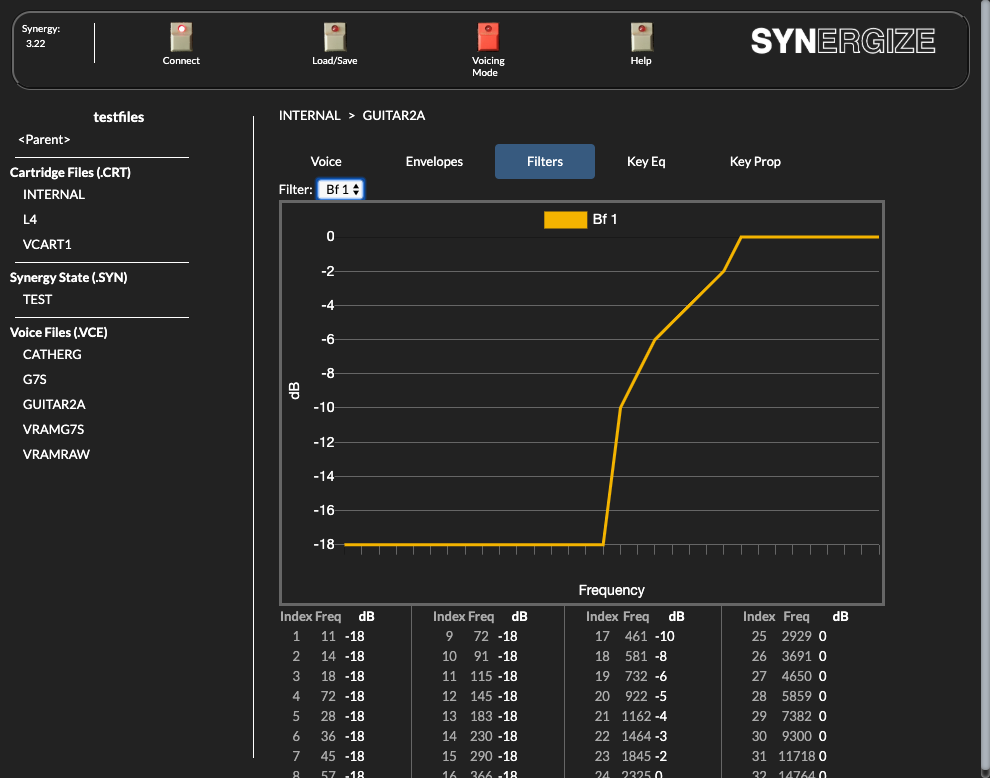 Synergy:
3.22
Connect
Load/Save
Voicing
Mode
Help
SYNERGIZE
testfiles
<Parent>
Cartridge Files (.CRT)
INTERNAL
L4
VCART1
Synergy State (.SYN)
TEST
Voice Files (.VCE)
CATHERG
G7S
GUITAR2A
VRAMG7S
VRAMRAW
INTERNAL > GUITAR2A
Voice Envelopes Filters Key Eq Key Prop
Filter: Bf 1
Bf 1
0
-2
-4
-6
-8
-10
-12
-14
-16
-18
dB
Frequency
Index Freq dB Index Freq dB Index Freq dB Index Freq dB
1 11 -18 9 72 -18 17 461 -10 25 2929 0
2 14 -18 10 91 -18 18 581 -8 26 3691 0
3 18 -18 11 115 -18 19 732 -6 27 4650 0
4 72 -18 12 145 -18 20 922 -5 28 5859 0
5 28 -18 13 183 -18 21 1162 -4 29 7382 0
6 36 -18 14 230 -18 22 1464 -3 30 9300 0
7 45 -18 15 290 -18 23 1845 -2 31 11718 0
8 57 -18 16 366 -18 24 2325 0 32 14764 0